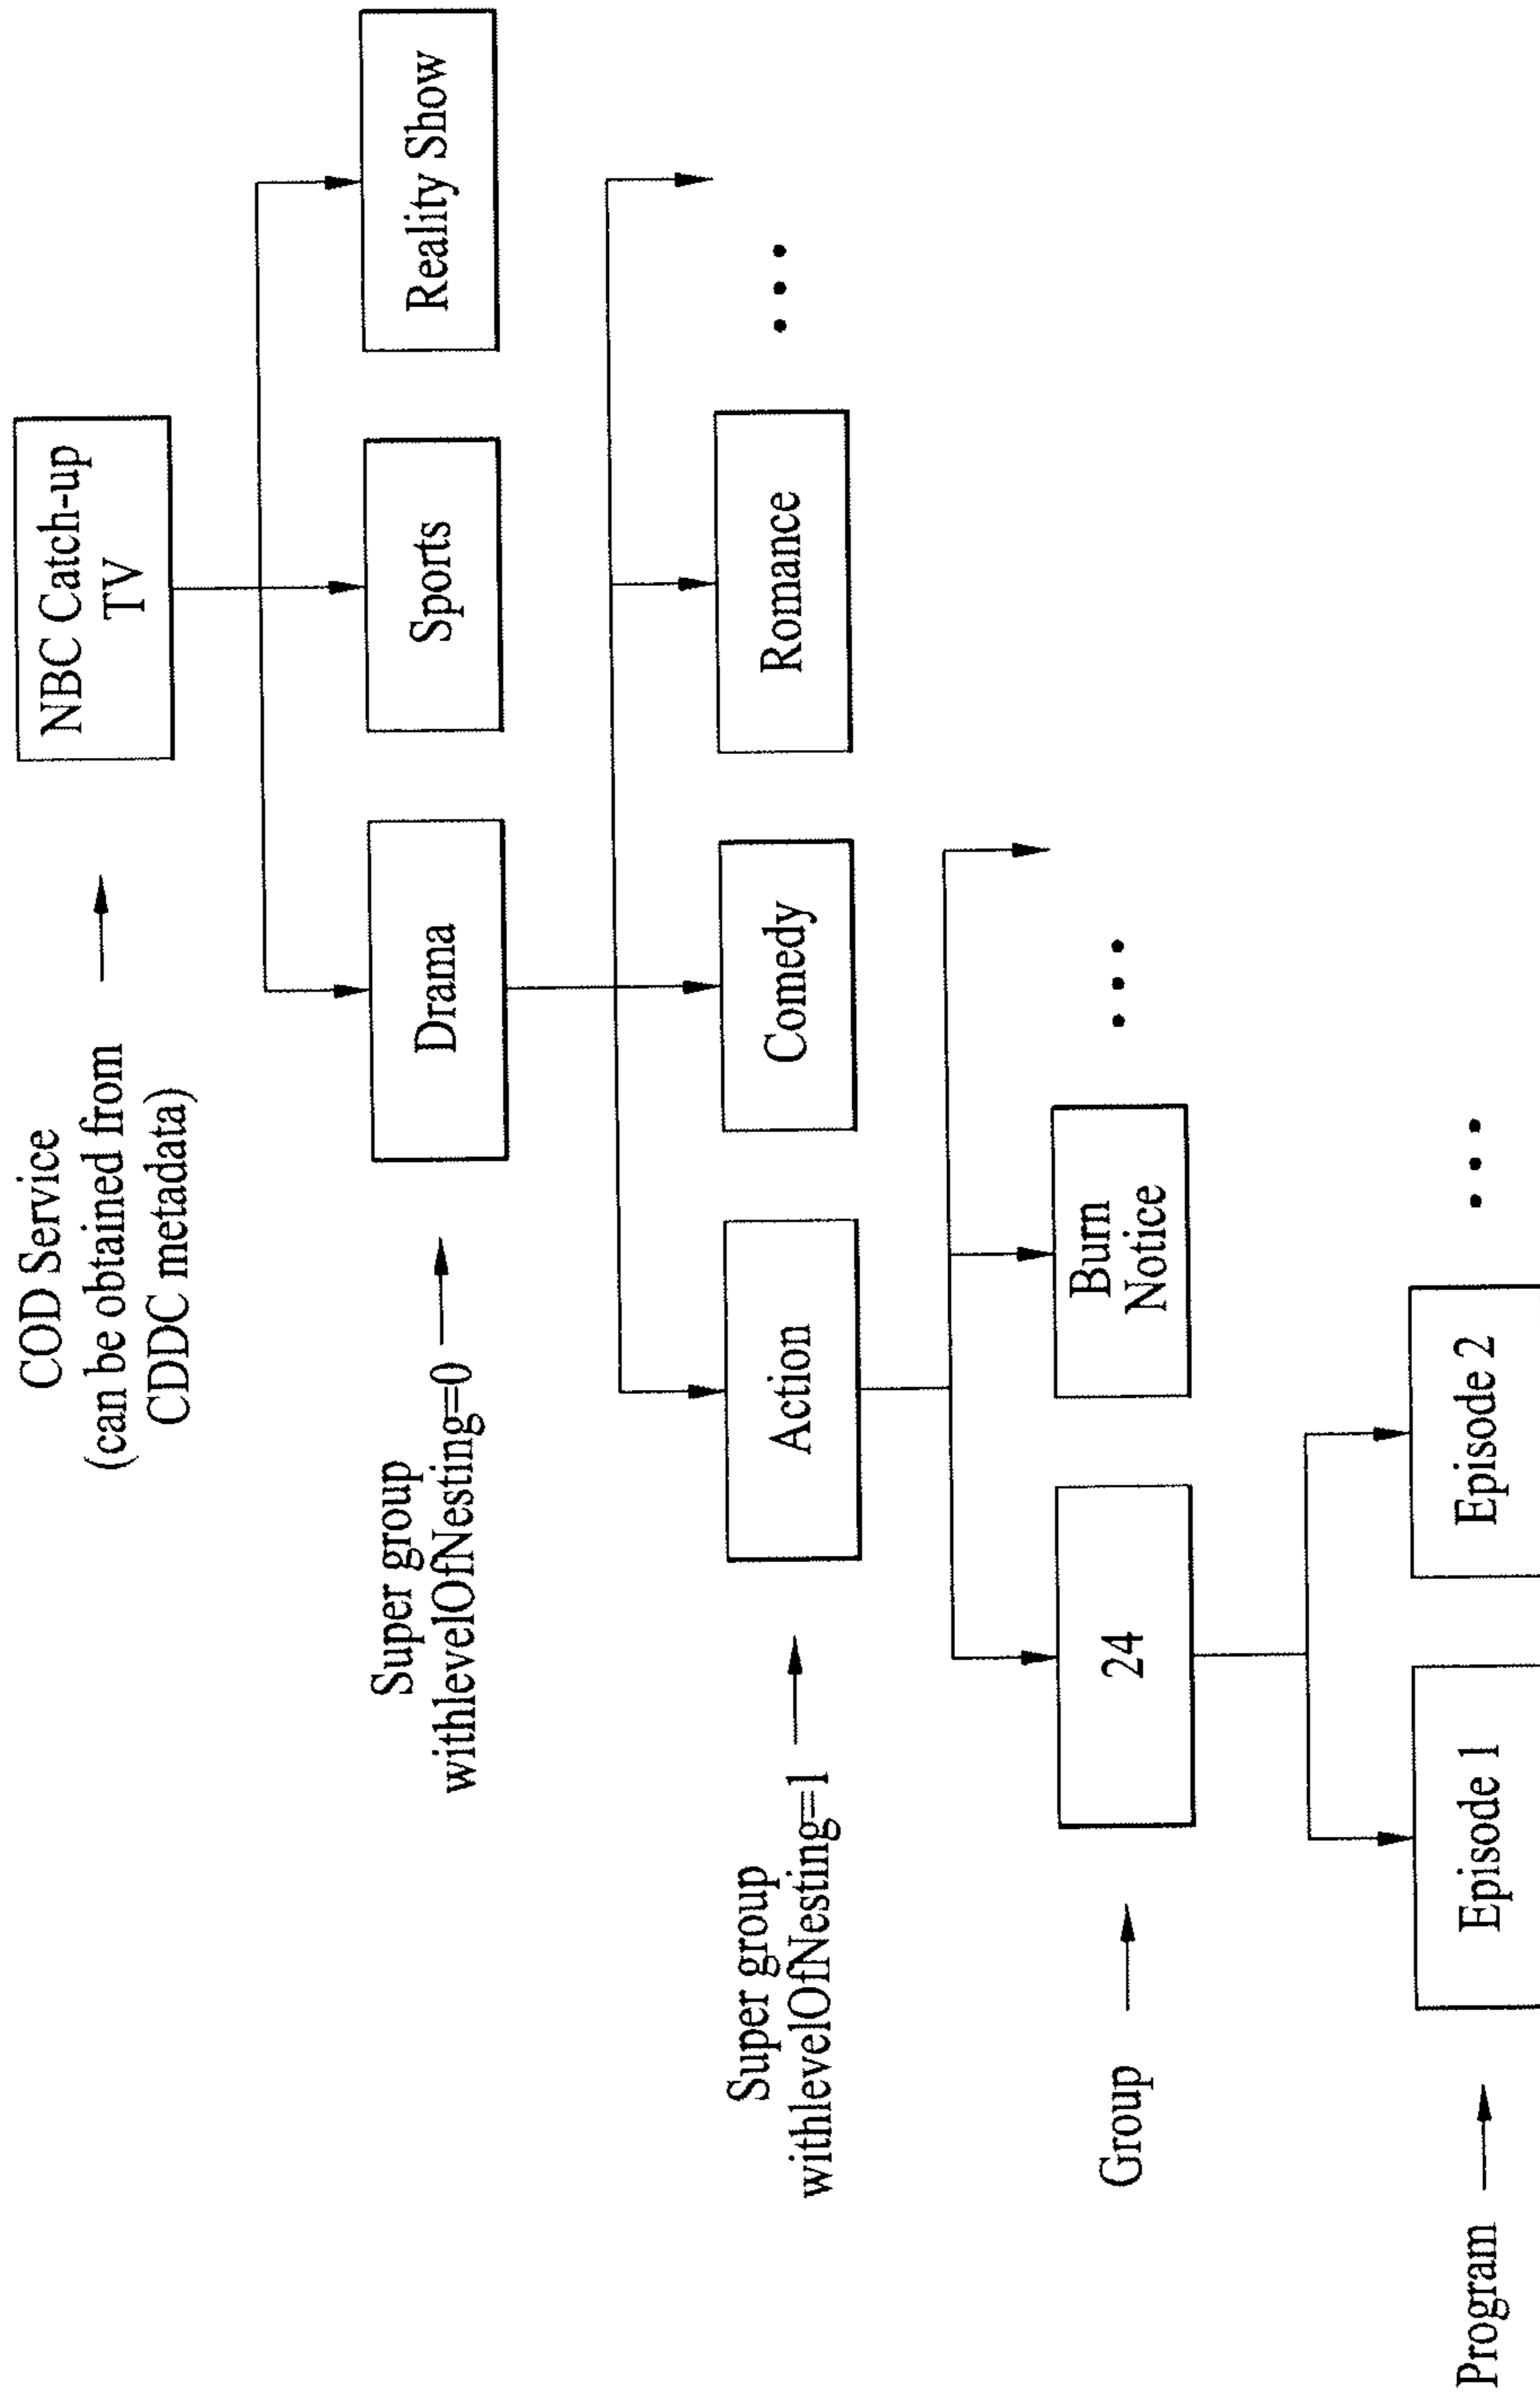 COD Service
(can be obtained from
CDDC metadata)
NBC Catch-up
TV
Super group
withlevelOfNesting=0
Drama
Sports
Reality Show
Super group
withlevelOfNesting=1
Action
Comedy
Romance
• • •
Group
24
Burn
Notice
• • •
Program
Episode 1
Episode 2
• • •